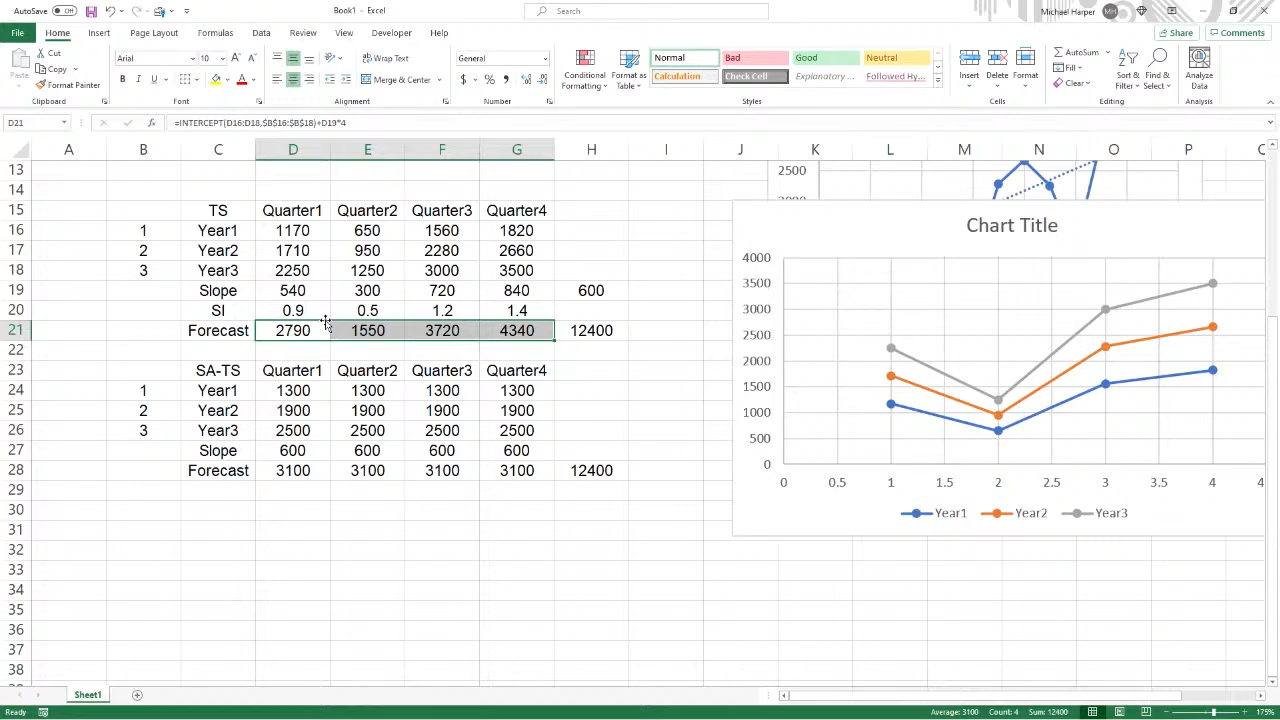 AutoSave Off Book1 - Excel Search Michael Harper MH
File Home Insert Page Layout Formulas Data Review View Developer Help Share Comments
Paste Cut Copy Format Painter Clipboard
Arial 10 B I U A Font
Wrap Text Merge & Center Alignment
General $ % Number
Conditional Formatting Format as Table
Normal Bad Good Neutral
Calculation Check Cell Explanatory ... Followed Hy...
Styles
Insert Delete Format Cells
AutoSum Fill Clear Sort & Filter Find & Select Editing
Analyze Data Analysis
D21 fx =INTERCEPT(D16:D18,$B$16:$B$18)+D19*4
A B C D E F G H I J K L M N O P
13
14
15 TS Quarter1 Quarter2 Quarter3 Quarter4
16 1 Year1 1170 650 1560 1820
17 2 Year2 1710 950 2280 2660
18 3 Year3 2250 1250 3000 3500
19 Slope 540 300 720 840 600
20 SI 0.9 0.5 1.2 1.4
21 Forecast 2790 1550 3720 4340 12400
22
23 SA-TS Quarter1 Quarter2 Quarter3 Quarter4
24 1 Year1 1300 1300 1300 1300
25 2 Year2 1900 1900 1900 1900
26 3 Year3 2500 2500 2500 2500
27 Slope 600 600 600 600
28 Forecast 3100 3100 3100 3100 12400
29
30
31
32
33
34
35
36
37
38
2500
Chart Title
4000
3500
3000
2500
2000
1500
1000
500
0
0 0.5 1 1.5 2 2.5 3 3.5 4
Year1 Year2 Year3
Sheet1
Ready Average: 3100 Count: 4 Sum: 12400 175%